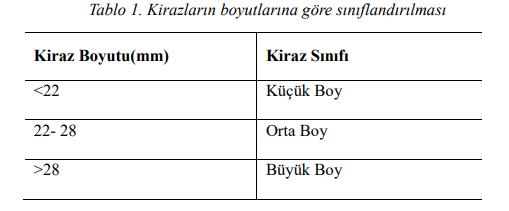 Tablo 1. Kirazların boyutlarına göre sınıflandırılması
Kiraz Boyutu(mm) Kiraz Sınıfı
<22 Küçük Boy
22- 28 Orta Boy
>28 Büyük Boy